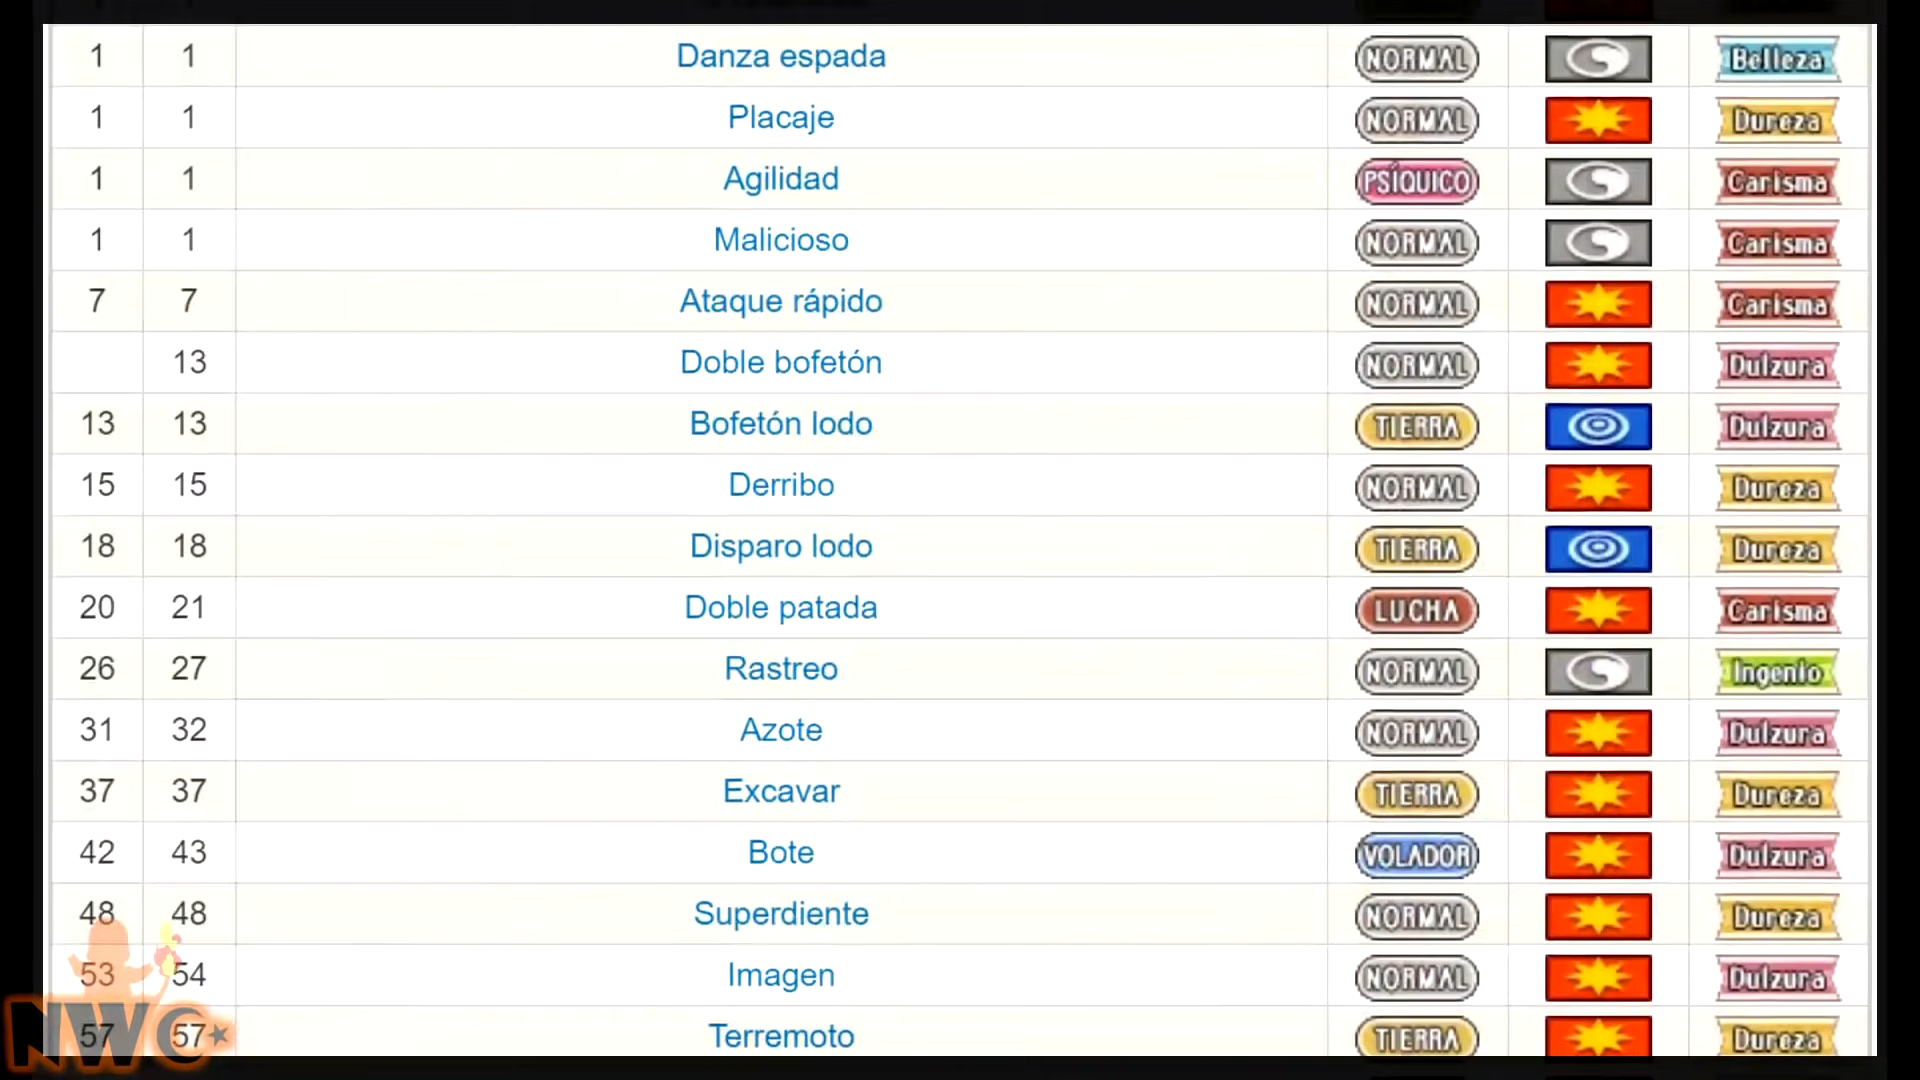 1 1 Danza espada NORMAL Belleza
1 1 Placaje NORMAL Dureza
1 1 Agilidad PSÍQUICO Carisma
1 1 Malicioso NORMAL Carisma
7 7 Ataque rápido NORMAL Carisma
13 Doble bofetón NORMAL Dulzura
13 13 Bofetón lodo TIERRA Dulzura
15 15 Derribo NORMAL Dureza
18 18 Disparo lodo TIERRA Dureza
20 21 Doble patada LUCHA Carisma
26 27 Rastreo NORMAL Ingenio
31 32 Azote NORMAL Dulzura
37 37 Excavar TIERRA Dureza
42 43 Bote VOLADOR Dulzura
48 48 Superdiente NORMAL Dureza
53 54 Imagen NORMAL Dulzura
57 57 Terremoto TIERRA Dureza
NWC